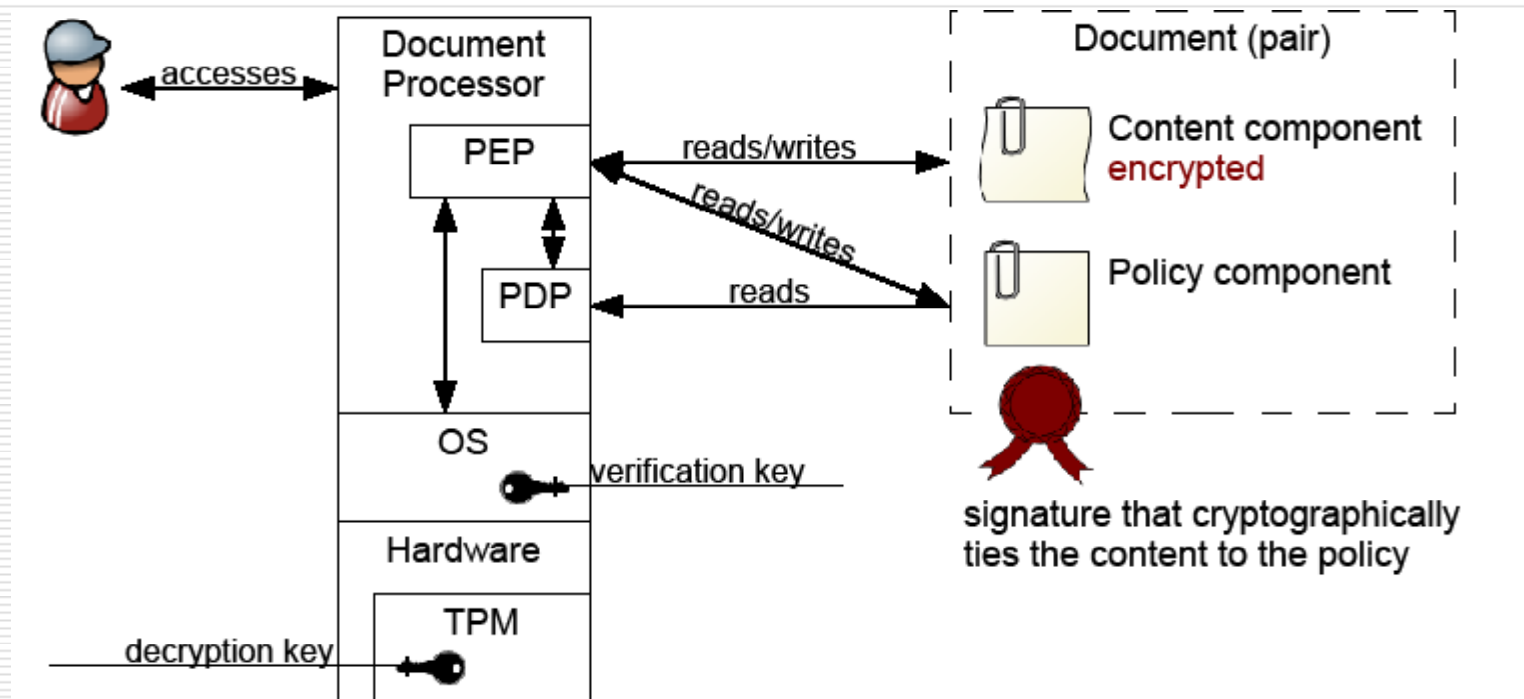 Document
Processor
accesses
PEP
PDP
OS
verification key
Hardware
TPM
decryption key
reads/writes
reads/writes
reads
Document (pair)
Content component
encrypted
Policy component
signature that cryptographically
ties the content to the policy